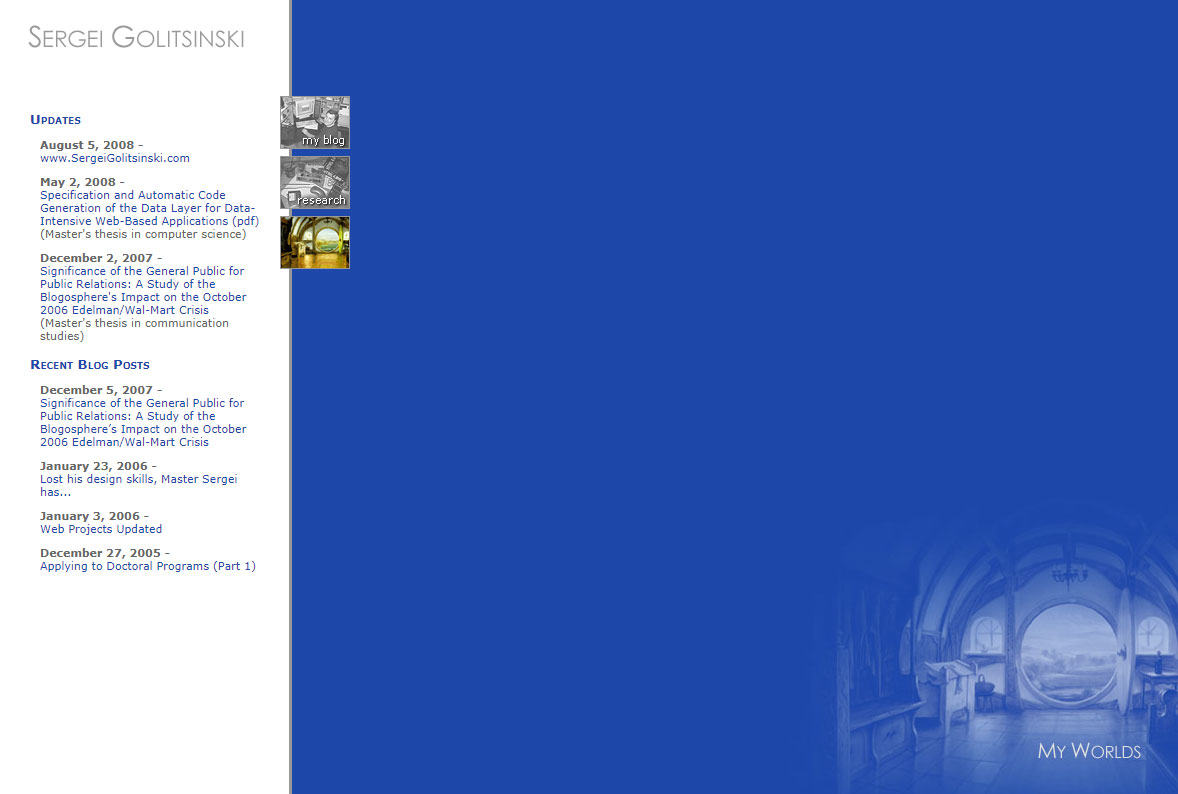 Sergei Golitsinski
Updates
August 5, 2008 -
www.SergeiGolitsinski.com
May 2, 2008 -
Specification and Automatic Code
Generation of the Data Layer for Data-
Intensive Web-Based Applications (pdf)
(Master's thesis in computer science)
December 2, 2007 -
Significance of the General Public for
Public Relations: A Study of the
Blogosphere's Impact on the October
2006 Edelman/Wal-Mart Crisis
(Master's thesis in communication
studies)
Recent Blog Posts
December 5, 2007 -
Significance of the General Public for
Public Relations: A Study of the
Blogosphere’s Impact on the October
2006 Edelman/Wal-Mart Crisis
January 23, 2006 -
Lost his design skills, Master Sergei
has...
January 3, 2006 -
Web Projects Updated
December 27, 2005 -
Applying to Doctoral Programs (Part 1)
my blog
research
My Worlds